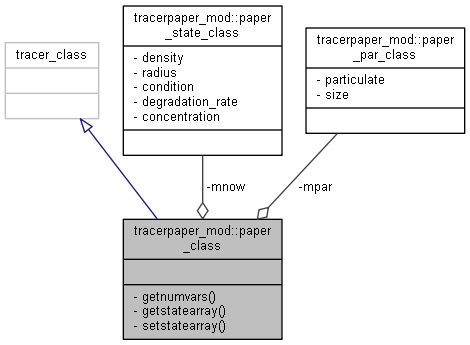 tracer_class
tracerpaper_mod::paper
_state_class
- density
- radius
- condition
- degradation_rate
- concentration
tracerpaper_mod::paper
_par_class
- particulate
- size
-mnow
-mpar
tracerpaper_mod::paper
_class
- getnumvars()
- getstatearray()
- setstatearray()